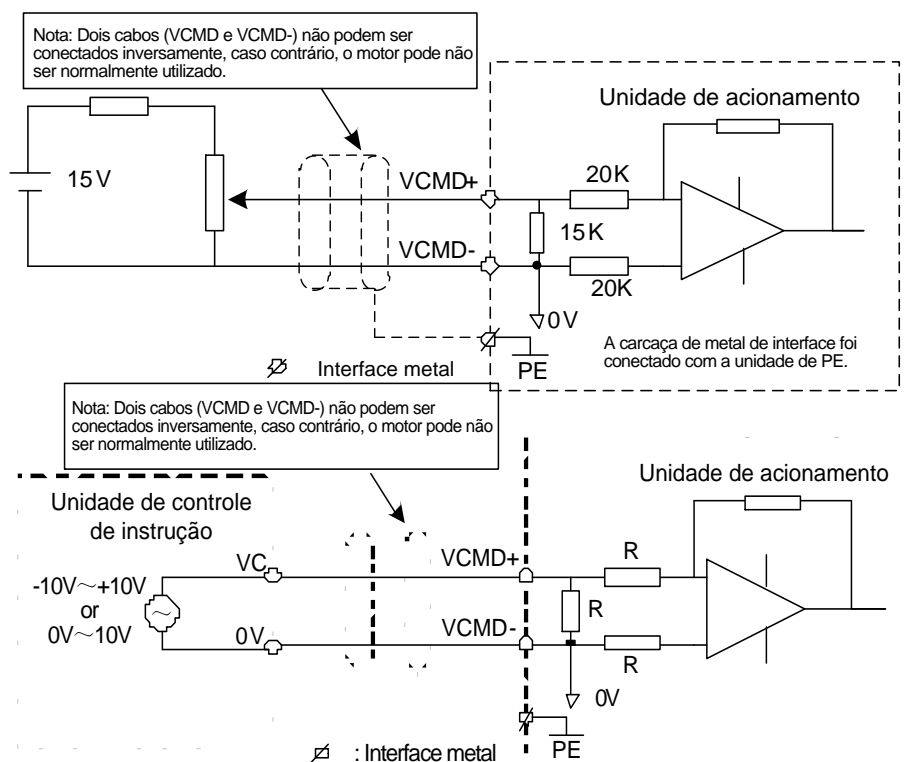 Nota: Dois cabos (VCMD e VCMD-) não podem ser
conectados inversamente, caso contrário, o motor pode não
ser normalmente utilizado.
Unidade de acionamento
15V
VCMD+
20K
15K
VCMD-
20K
0V
A carcaça de metal de interface foi
conectado com a unidade de PE.
Interface metal
PE
Nota: Dois cabos (VCMD e VCMD-) não podem ser
conectados inversamente, caso contrário, o motor pode não
ser normalmente utilizado.
Unidade de acionamento
Unidade de controle
de instrução
VC
VCMD+
R
-10V~+10V
or
0V~10V
R
0V
VCMD-
R
0V
PE
: Interface metal